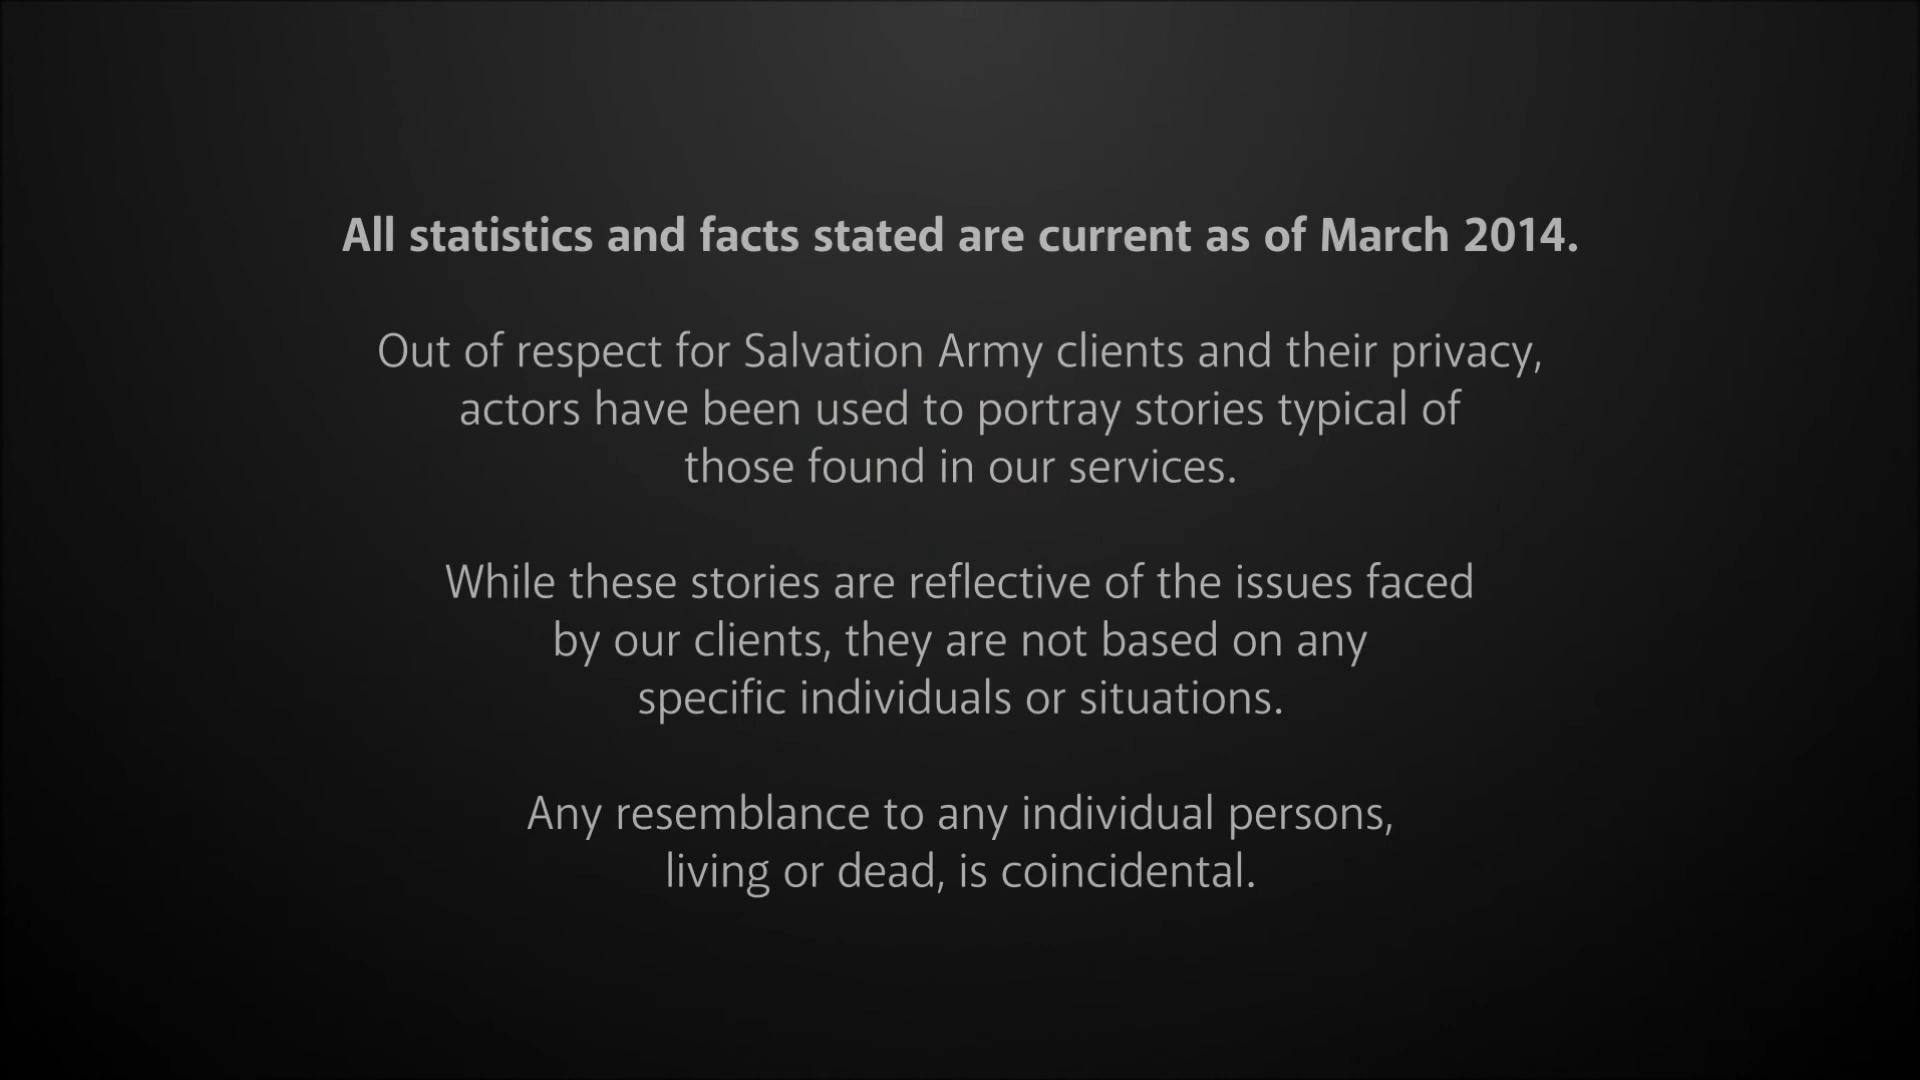 All statistics and facts stated are current as of March 2014.
Out of respect for Salvation Army clients and their privacy,
actors have been used to portray stories typical of
those found in our services.
While these stories are reflective of the issues faced
by our clients, they are not based on any
specific individuals or situations.
Any resemblance to any individual persons,
living or dead, is coincidental.